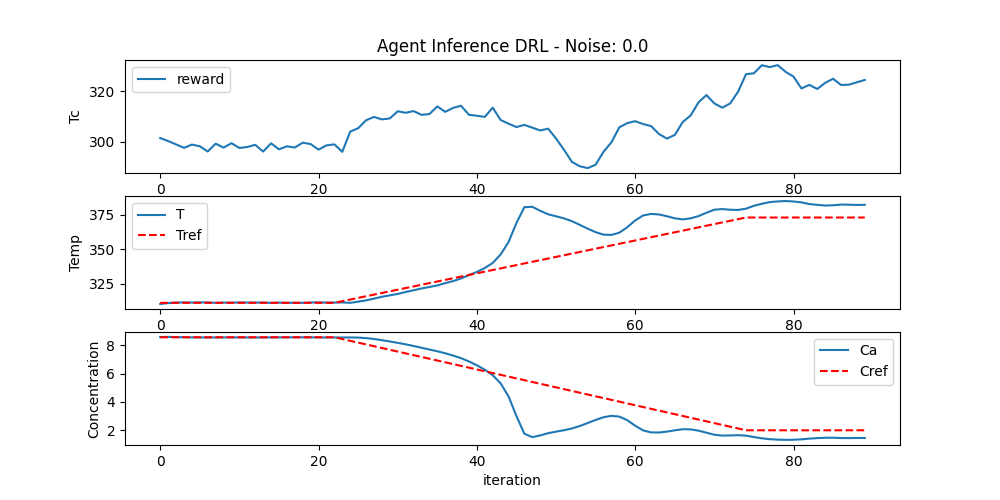 Agent Inference DRL - Noise: 0.0
Tc
320
300
reward
0 20 40 60 80
Temp
375
350
325
T
Tref
0 20 40 60 80
Concentration
8
6
4
2
Ca
Cref
0 20 40 60 80
iteration